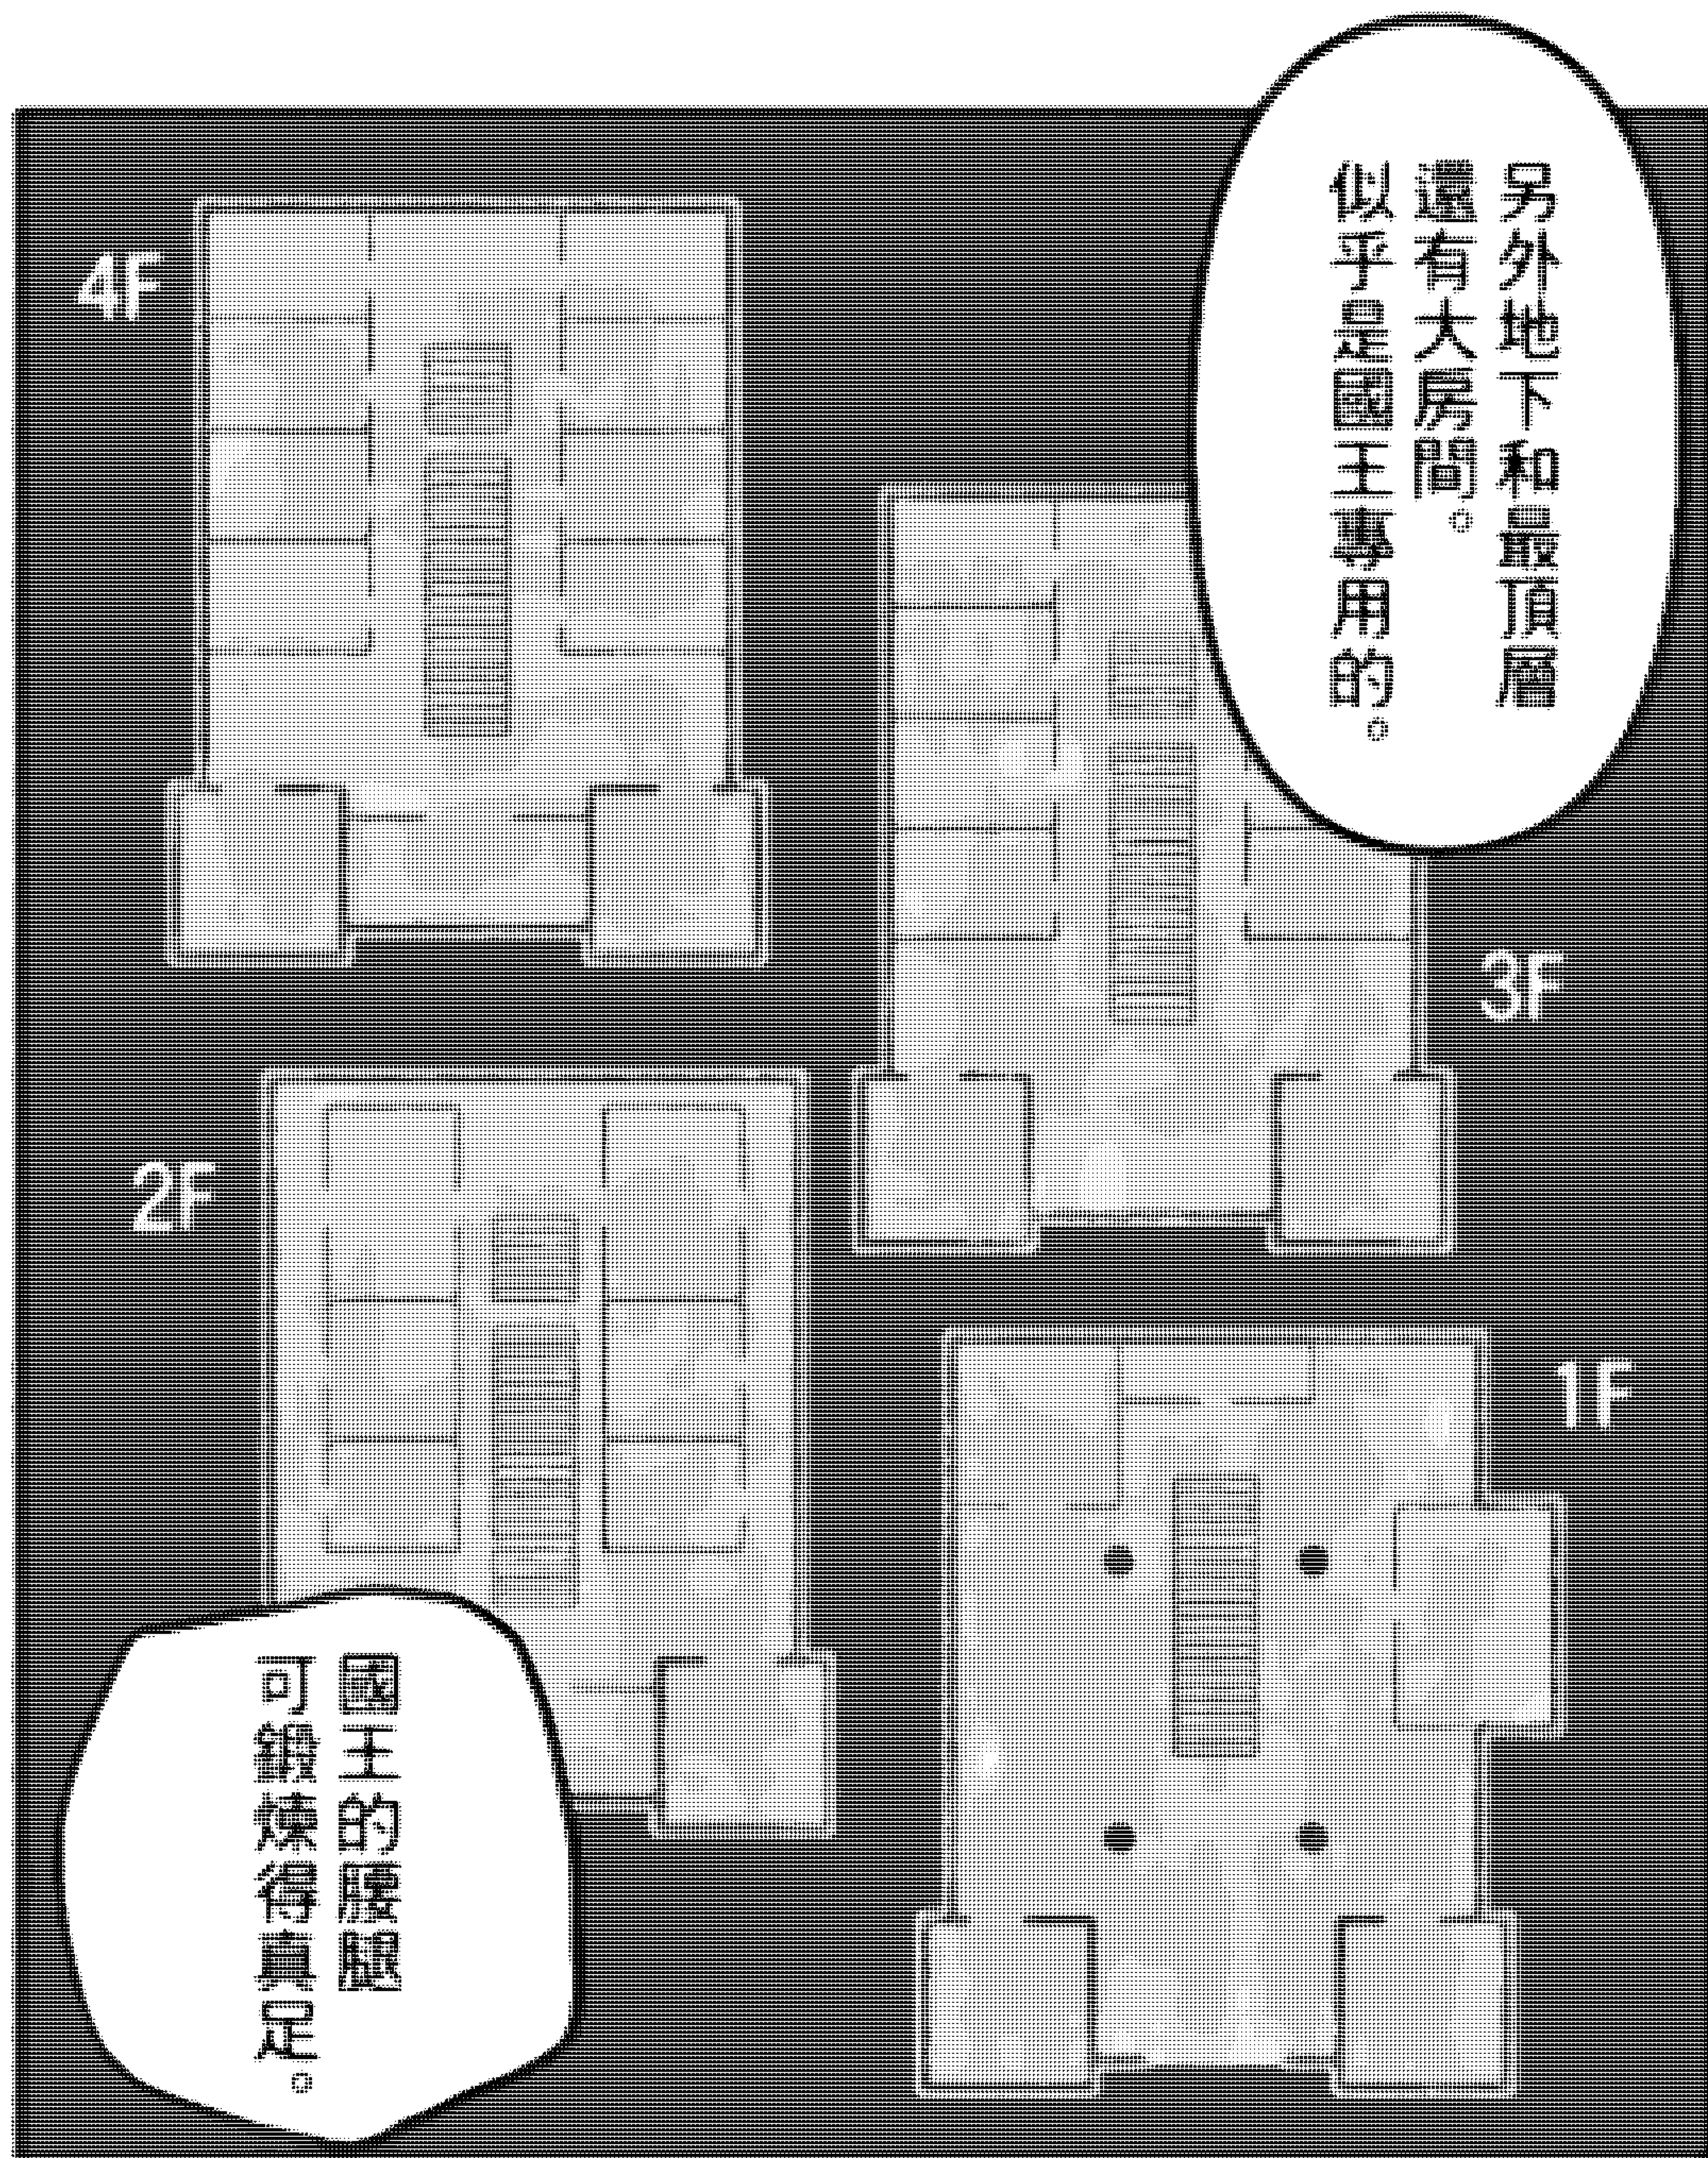 另外地下和最頂層
還有大房間。
似乎是國王專用的。
4F
3F
2F
1F
國王的腰腿
可鍛煉得真足。